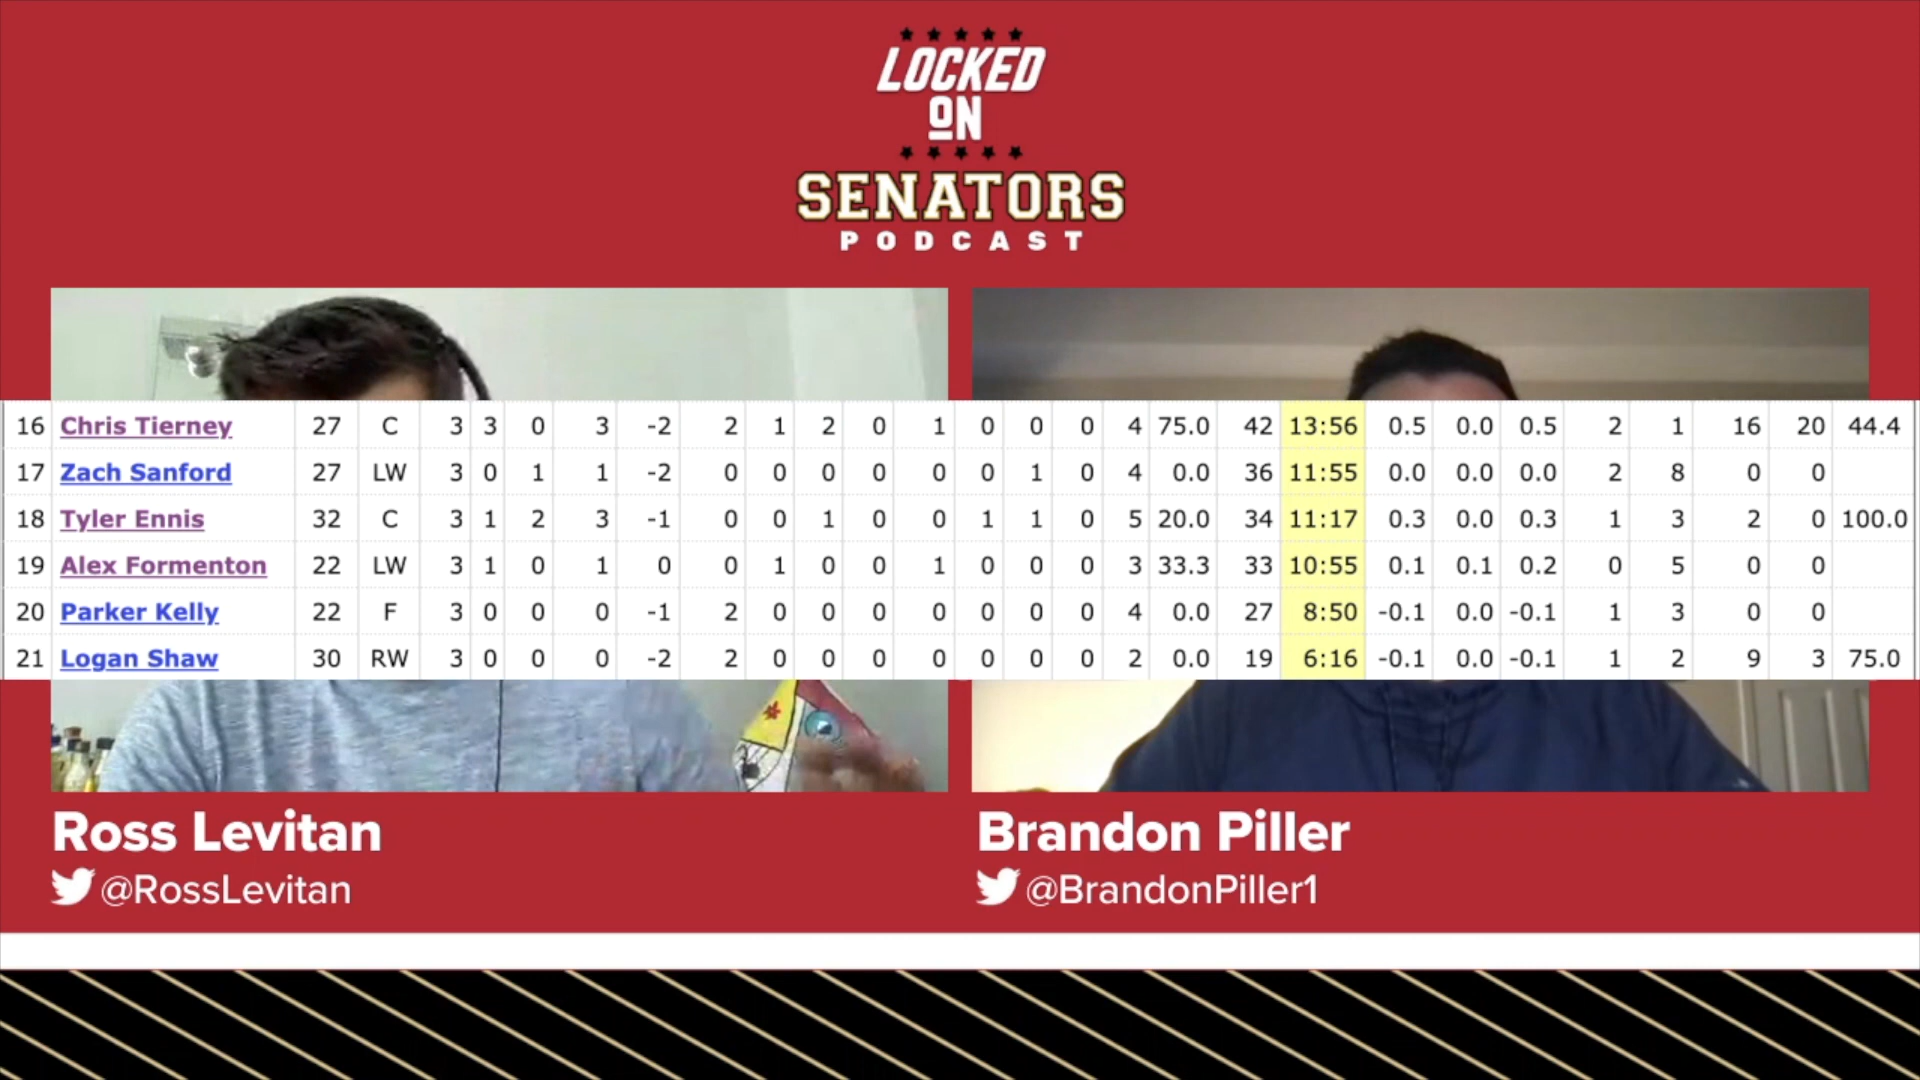 LOCKED
ON
SENATORS
PODCAST
16 Chris Tierney 27 C 3 3 0 3 -2 2 1 2 0 1 0 0 0 4 75.0 42 13:56 0.5 0.0 0.5 2 1 16 20 44.4
17 Zach Sanford 27 LW 3 0 1 1 -2 0 0 0 0 0 0 1 0 4 0.0 36 11:55 0.0 0.0 0.0 2 8 0 0
18 Tyler Ennis 32 C 3 1 2 3 -1 0 0 1 0 0 1 1 0 5 20.0 34 11:17 0.3 0.0 0.3 1 3 2 0 100.0
19 Alex Formenton 22 LW 3 1 0 1 0 0 1 0 0 1 0 0 0 3 33.3 33 10:55 0.1 0.1 0.2 0 5 0 0
20 Parker Kelly 22 F 3 0 0 0 -1 2 0 0 0 0 0 0 0 4 0.0 27 8:50 -0.1 0.0 -0.1 1 3 0 0
21 Logan Shaw 30 RW 3 0 0 0 -2 2 0 0 0 0 0 0 0 2 0.0 19 6:16 -0.1 0.0 -0.1 1 2 9 3 75.0
Ross Levitan
@RossLevitan
Brandon Piller
@BrandonPiller1